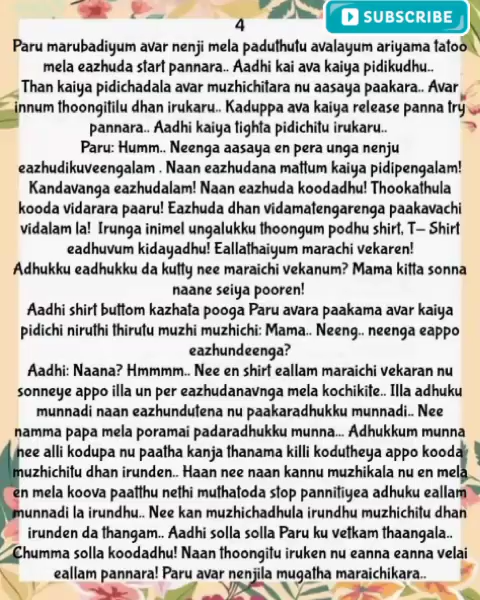 SUBSCRIBE
4
Paru marubadiyum avar nenji mela paduthutu avalayum ariyama tatoo
mela eazhuda start pannara.. Aadhi kai ava kaiya pidikudhu..
Than kaiya pidichadala avar muzhichitara nu aasaya paakara.. Avar
innum thoongitilu dhan irukaru.. Kaduppa ava kaiya release panna try
pannara.. Aadhi kaiya tighta pidichitu irukaru..
Paru: Humm.. Neenga aasaya en pera unga nenju
eazhudikuveengalam . Naan eazhudana mattum kaiya pidipengalam!
Kandavanga eazhudalam! Naan eazhuda koodadhu! Thookathula
kooda vidarara paaru! Eazhuda dhan vidamatengarenga paakavachi
vidalam la! Irunga inimel ungalukku thoongum podhu shirt, T- Shirt
eadhuvum kidayadhu! Eallathaiyum marachi vekaren!
Adhukku eadhukku da kutty nee maraichi vekanum? Mama kitta sonna
naane seiya pooren!
Aadhi shirt buttom kazhata pooga Paru avara paakama avar kaiya
pidichi niruthi thirutu muzhi muzhichi: Mama.. Neeng.. neenga eappo
eazhundeenga?
Aadhi: Naana? Hmmmm.. Nee en shirt eallam maraichi vekaran nu
sonneye appo illa un per eazhudanavnga mela kochikite.. Illa adhuku
munnadi naan eazhundutena nu paakaradhukku munnadi.. Nee
namma papa mela poramai padaradhukku munna... Adhukkum munna
nee alli kodupa nu paatha kanja thanama killi kodutheya appo kooda
muzhichitu dhan irunden.. Haan nee naan kannu muzhikala nu en mela
en mela koova paatthu nethi muthatoda stop pannitiyea adhuku eallam
munnadi la irundhu.. Nee kan muzhichadhula irundhu muzhichitu dhan
irunden da thangam.. Aadhi solla solla Paru ku vetkam thaangala..
Chumma solla koodadhu! Naan thoongitu iruken nu eanna eanna velai
eallam pannara! Paru avar nenjila mugatha maraichikara..